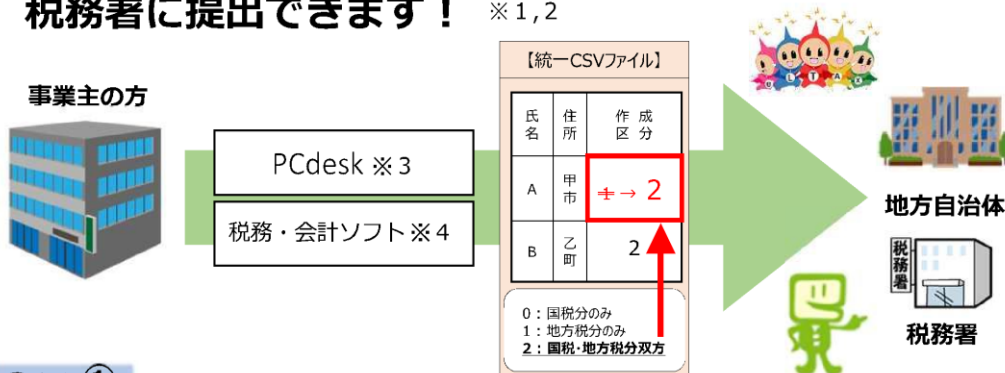 税務署に提出できます！ ※1,2
【統一CSVファイル】
事業主の方
氏名 住所 作成区分
PCdesk ※3
A 甲市 1→ 2
税務・会計ソフト※4
B 乙町 2
0：国税分のみ
1：地方税分のみ
2：国税・地方税分双方
eLTAX
地方自治体
税務署
税務署
①